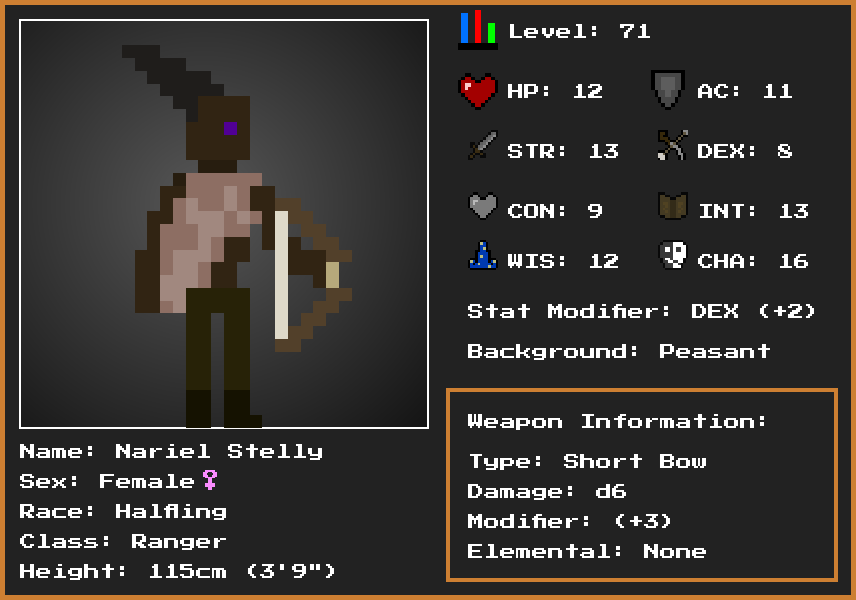 Level: 71
HP: 12 AC: 11
STR: 13 DEX: 8
CON: 9 INT: 13
WIS: 12 CHA: 16
Stat Modifier: DEX (+2)
Background: Peasant
Weapon Information:
Type: Short Bow
Damage: d6
Modifier: (+3)
Elemental: None
Name: Nariel Stelly
Sex: Female♀
Race: Halfling
Class: Ranger
Height: 115cm (3'9")